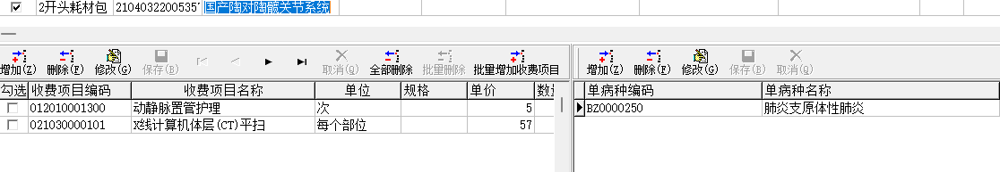 2开头耗材包 2104032200535 国产陶对陶髋关节系统
增加(Z) 删除(F) 修改(G) 保存(B) 取消(Q) 全部删除 批量删除 批量增加收费项目
勾选 收费项目编码 收费项目名称 单位 规格 单价
012010001300 动静脉置管护理 次 5
021030000101 X线计算机体层(CT)平扫 每个部位 57
增加(Z) 删除(F) 修改(G) 保存(B) 取消(Q)
单病种编码 单病种名称
BZ0000250 肺炎支原体性肺炎